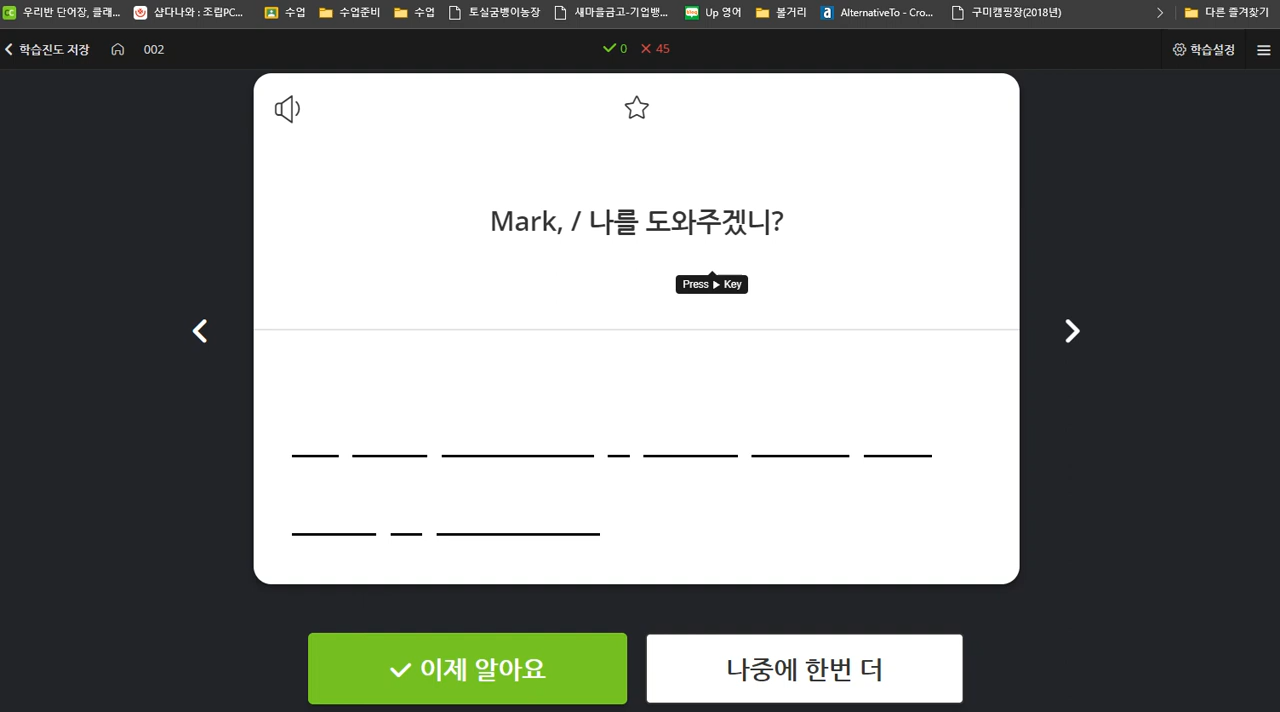 우리반 단어장, 클래... 샵다나와 : 조립PC... 수업 수업준비 수업 토실굼벵이농장 새마을금고-기업뱅... Up 영어 볼거리 AlternativeTo - Cro... 구미캠핑장(2018년) 다른 즐겨찾기
학습진도 저장 002 0 45 학습설정
Mark, / 나를 도와주겠니?
Press ▶ Key
이제 알아요 나중에 한번 더